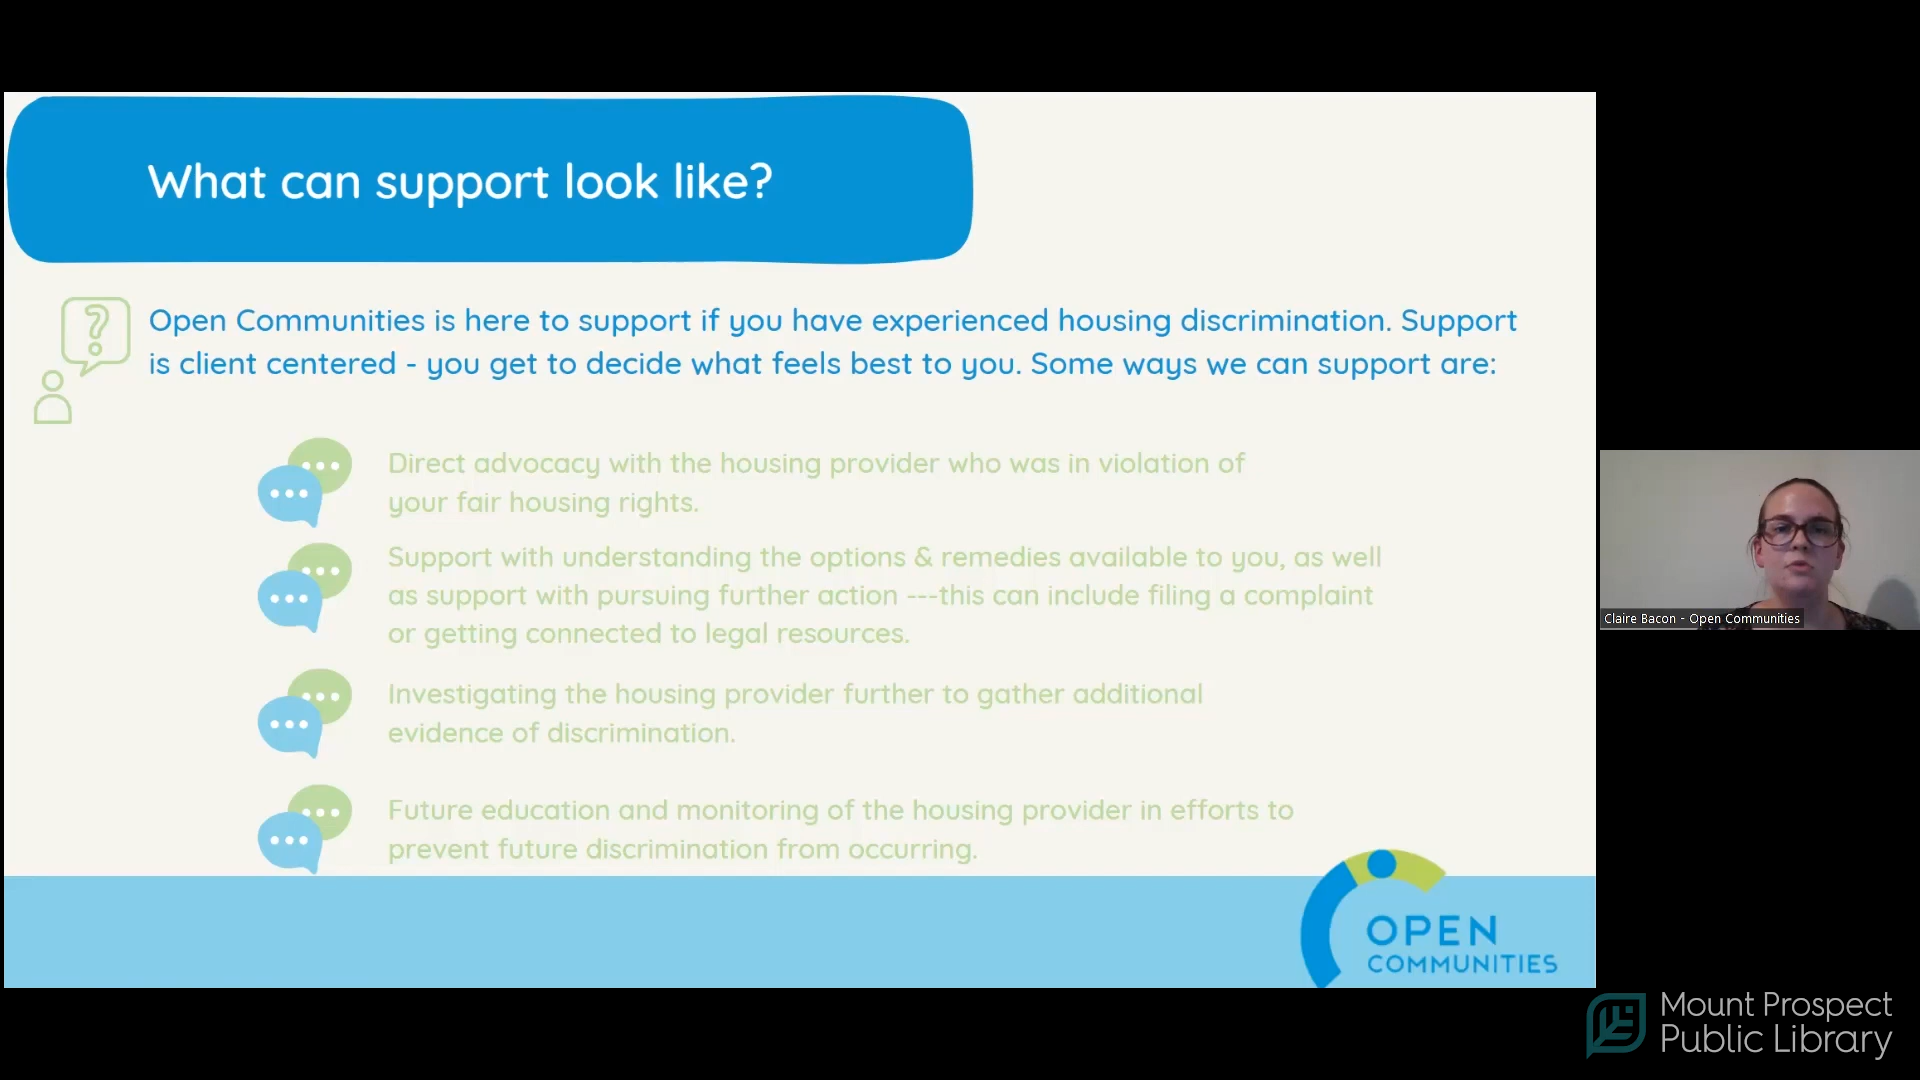 What can support look like?
Open Communities is here to support if you have experienced housing discrimination. Support
is client centered - you get to decide what feels best to you. Some ways we can support are:
Direct advocacy with the housing provider who was in violation of
your fair housing rights.
Support with understanding the options & remedies available to you, as well
as support with pursuing further action ---this can include filing a complaint
or getting connected to legal resources.
Investigating the housing provider further to gather additional
evidence of discrimination.
Future education and monitoring of the housing provider in efforts to
prevent future discrimination from occurring.
OPEN
COMMUNITIES
Claire Bacon - Open Communities
Mount Prospect
Public Library